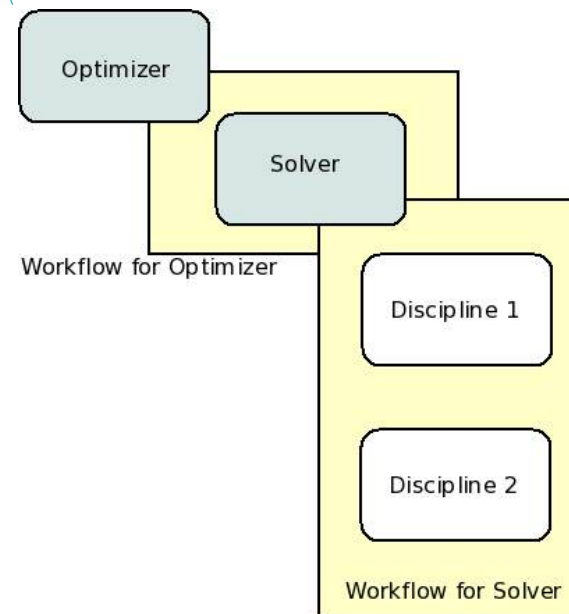 Optimizer
Solver
Workflow for Optimizer
Discipline 1
Discipline 2
Workflow for Solver